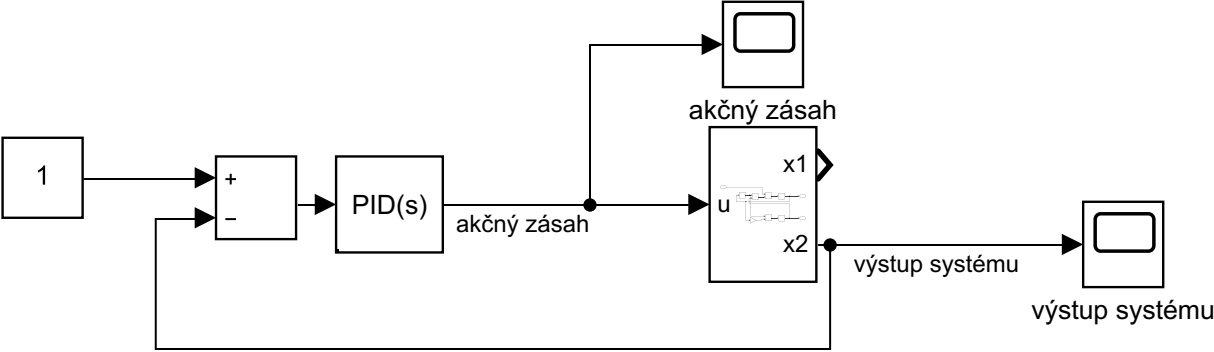 akčný zásah
1
+
−
PID(s)
akčný zásah
u
x1
x2
výstup systému
výstup systému